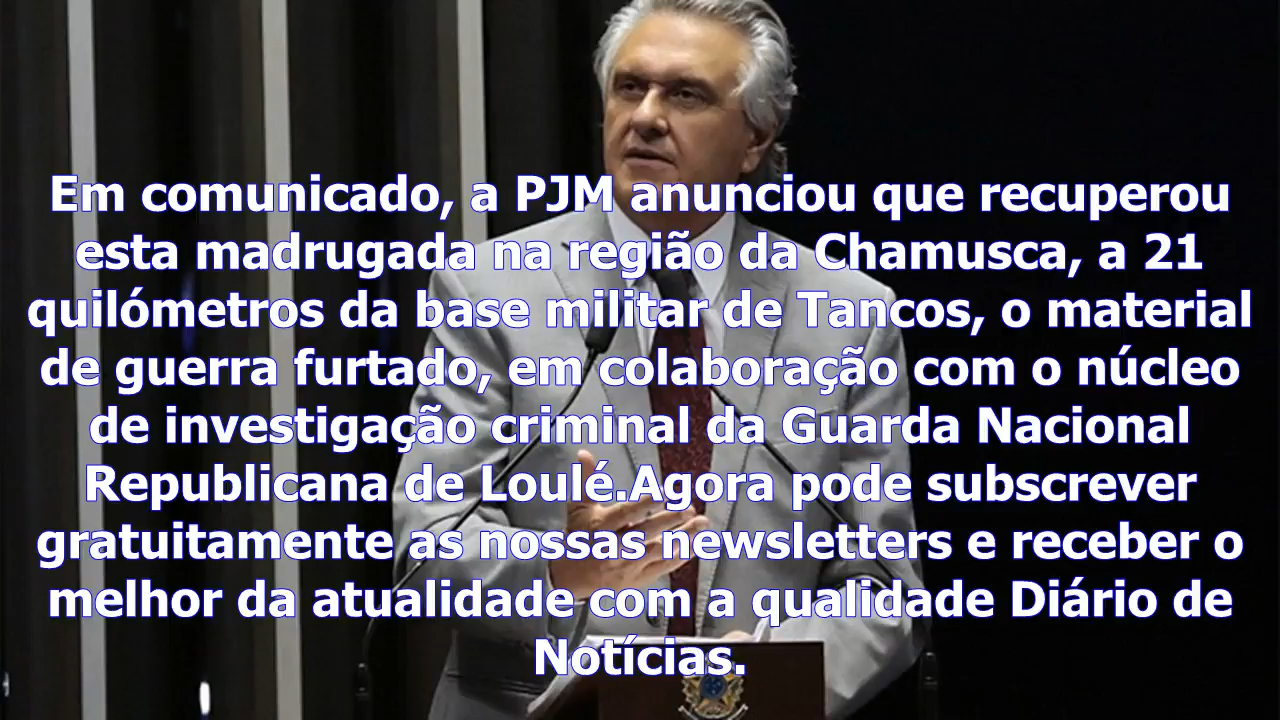 Em comunicado, a PJM anunciou que recuperou
esta madrugada na região da Chamusca, a 21
quilómetros da base militar de Tancos, o material
de guerra furtado, em colaboração com o núcleo
de investigação criminal da Guarda Nacional
Republicana de Loulé.Agora pode subscrever
gratuitamente as nossas newsletters e receber o
melhor da atualidade com a qualidade Diário de
Notícias.